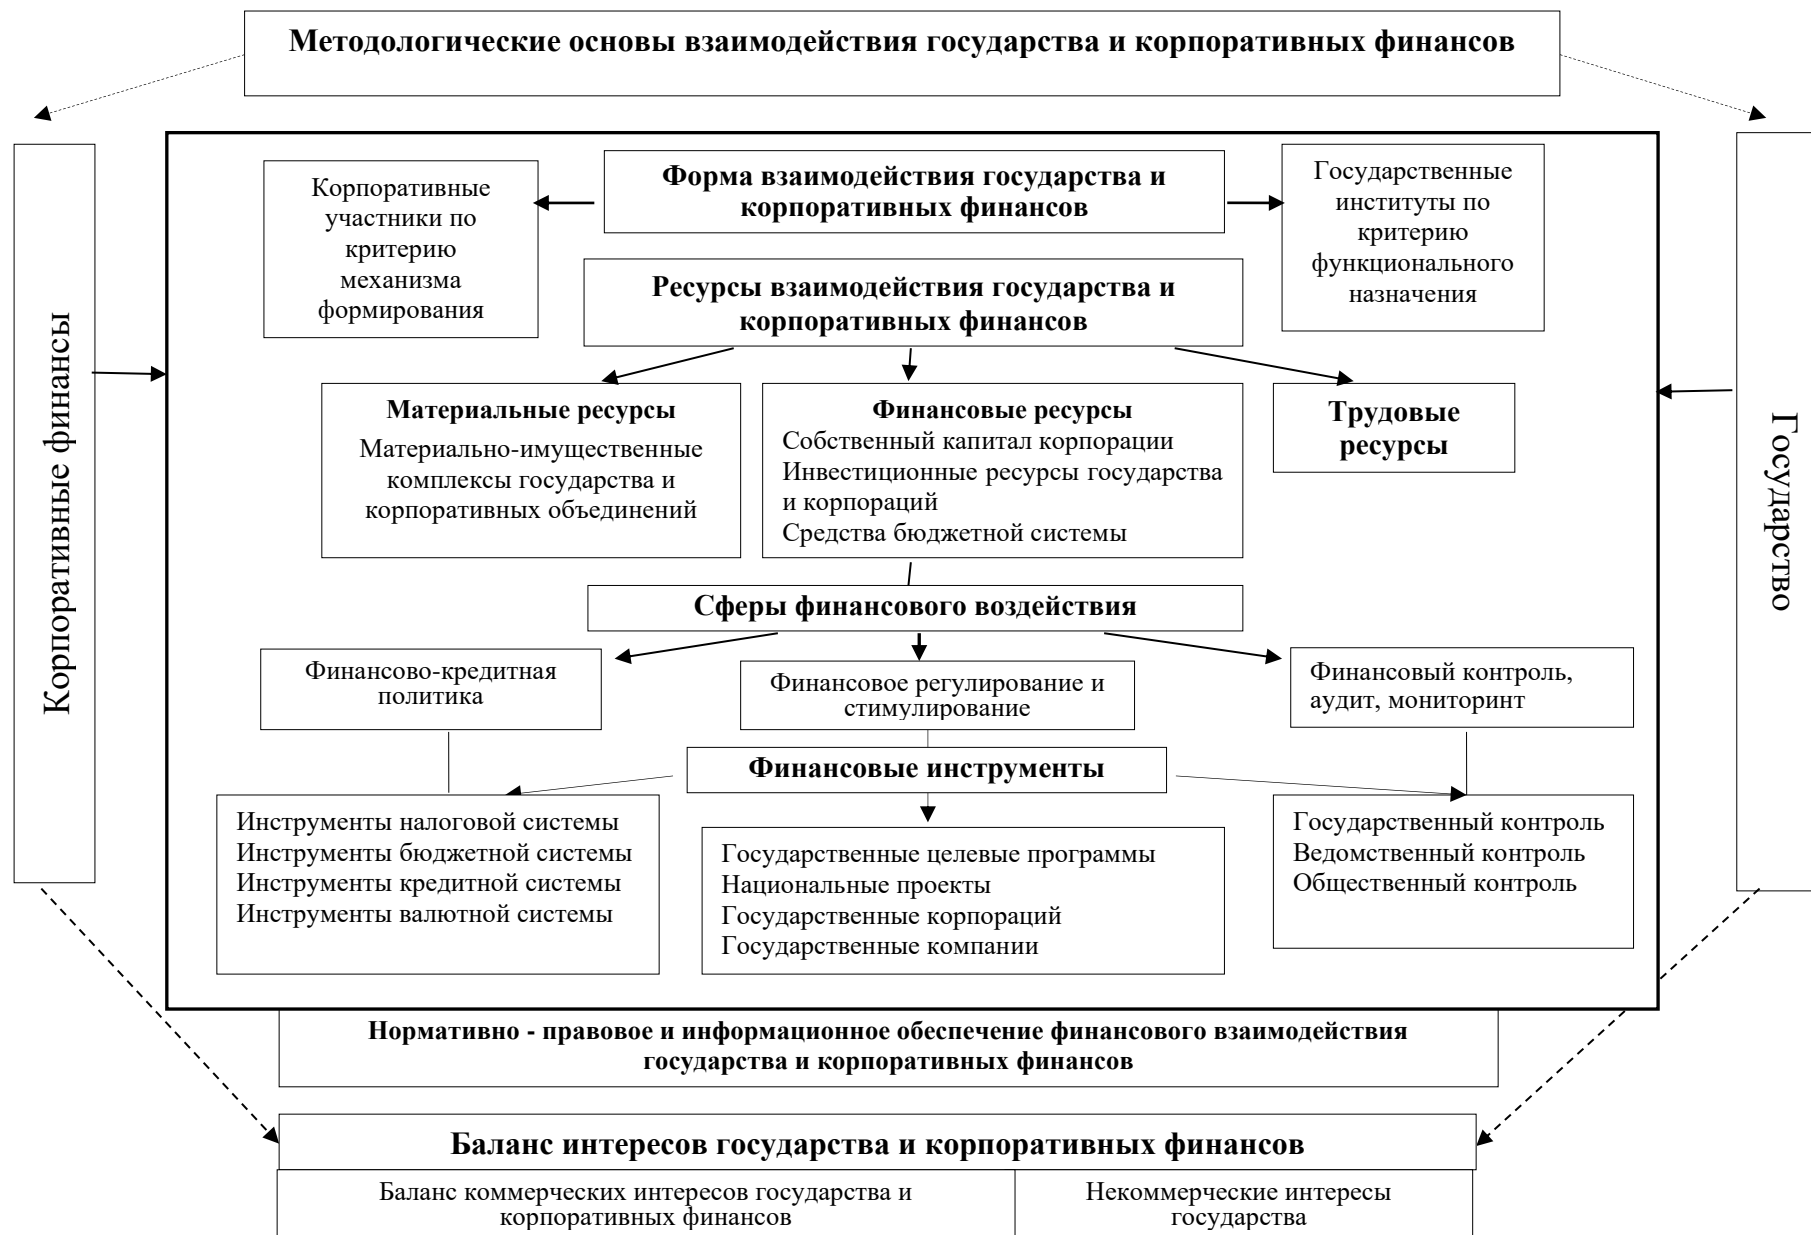 Методологические основы взаимодействия государства и корпоративных финансов
Корпоративные финансы
Корпоративные
участники по
критерию
механизма
формирования
Форма взаимодействия государства и
корпоративных финансов
Государственные
институты по
критерию
функционального
назначения
Ресурсы взаимодействия государства и
корпоративных финансов
Материальные ресурсы
Материально-имущественные
комплексы государства и
корпоративных объединений
Финансовые ресурсы
Собственный капитал корпорации
Инвестиционные ресурсы государства
и корпораций
Средства бюджетной системы
Трудовые
ресурсы
Государство
Сферы финансового воздействия
Финансово-кредитная
политика
Финансовое регулирование и
стимулирование
Финансовый контроль,
аудит, мониторинт
Финансовые инструменты
Инструменты налоговой системы
Инструменты бюджетной системы
Инструменты кредитной системы
Инструменты валютной системы
Государственные целевые программы
Национальные проекты
Государственные корпораций
Государственные компании
Государственный контроль
Ведомственный контроль
Общественный контроль
Нормативно - правовое и информационное обеспечение финансового взаимодействия
государства и корпоративных финансов
Баланс интересов государства и корпоративных финансов
Баланс коммерческих интересов государства и
корпоративных финансов
Некоммерческие интересы
государства